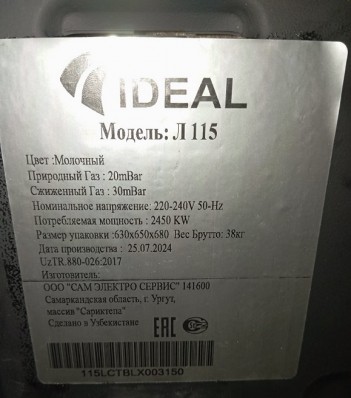 IDEAL
Модель: Л 115
Цвет :Молочный
Природный Газ : 20mBar
Сжиженный Газ : 30mBar
Номинальное напряжение: 220-240V 50-Hz
Потребляемая мощность : 2450 KW
Размер упаковки :630x650x680 Вес Брутто: 38кг
Дата производства : 25.07.2024
UzTR.880-026:2017
Изготовитель:
ООО "САМ ЭЛЕКТРО СЕРВИС" 141600
Самаркандская область, г. Ургут,
массив "Сариктепа"
Сделано в Узбекистане
ЕАС
115LCTBLX003150